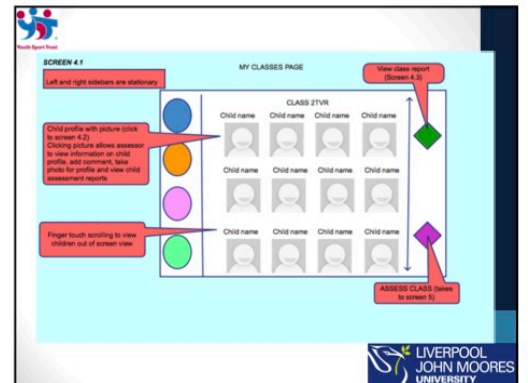 Youth Sport Trust
SCREEN 4.1
MY CLASSES PAGE
Left and right sidebars are stationary
View class report
(Screen 4.3)
CLASS 2TVR
Child name Child name Child name Child name
Child profile with picture (click
to screen 4.2)
Clicking picture allows assessor
to view information on child
profile, add comment, take
photo for profile and view child
assessment reports
Child name Child name Child name Child name
Finger touch scrolling to view
children out of screen view
Child name Child name Child name Child name
ASSESS CLASS (takes
to screen 5)
LIVERPOOL
JOHN MOORES
UNIVERSITY